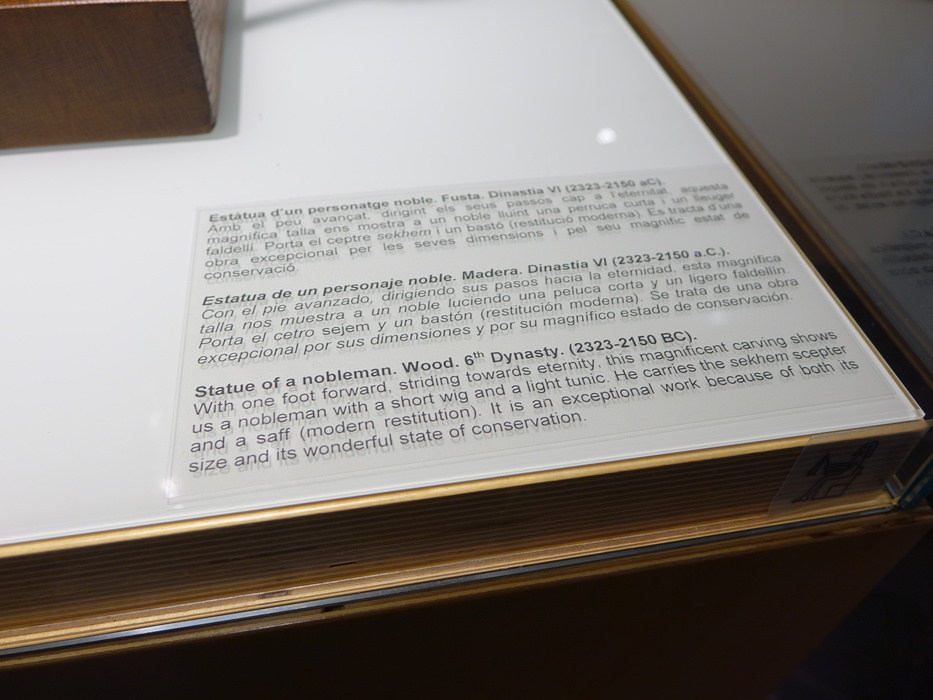 Estàtua d'un personatge noble. Fusta. Dinastia VI (2323-2150 aC).
Amb el peu avançat, dirigint els seus passos cap a l'eternitat, aquesta
magnífica talla ens mostra a un noble lluint una perruca curta i un lleuger
faldellí. Porta el ceptre sekhem i un bastó (restitució moderna) Es tracta d'una
obra excepcional per les seves dimensions i pel seu magnífic estat de
conservació.
Estatua de un personaje noble. Madera. Dinastía VI (2323-2150 a.C.).
Con el pie avanzado, dirigiendo sus pasos hacia la eternidad, esta magnífica
talla nos muestra a un noble luciendo una peluca corta y un ligero faldellín.
Porta el cetro sejem y un bastón (restitución moderna). Se trata de una obra
excepcional por sus dimensiones y por su magnífico estado de conservación.
Statue of a nobleman. Wood. 6th Dynasty. (2323-2150 BC).
With one foot forward, striding towards eternity, this magnificent carving shows
us a nobleman with a short wig and a light tunic. He carries the sekhem scepter
and a saff (modern restitution). It is an exceptional work because of both its
size and its wonderful state of conservation.